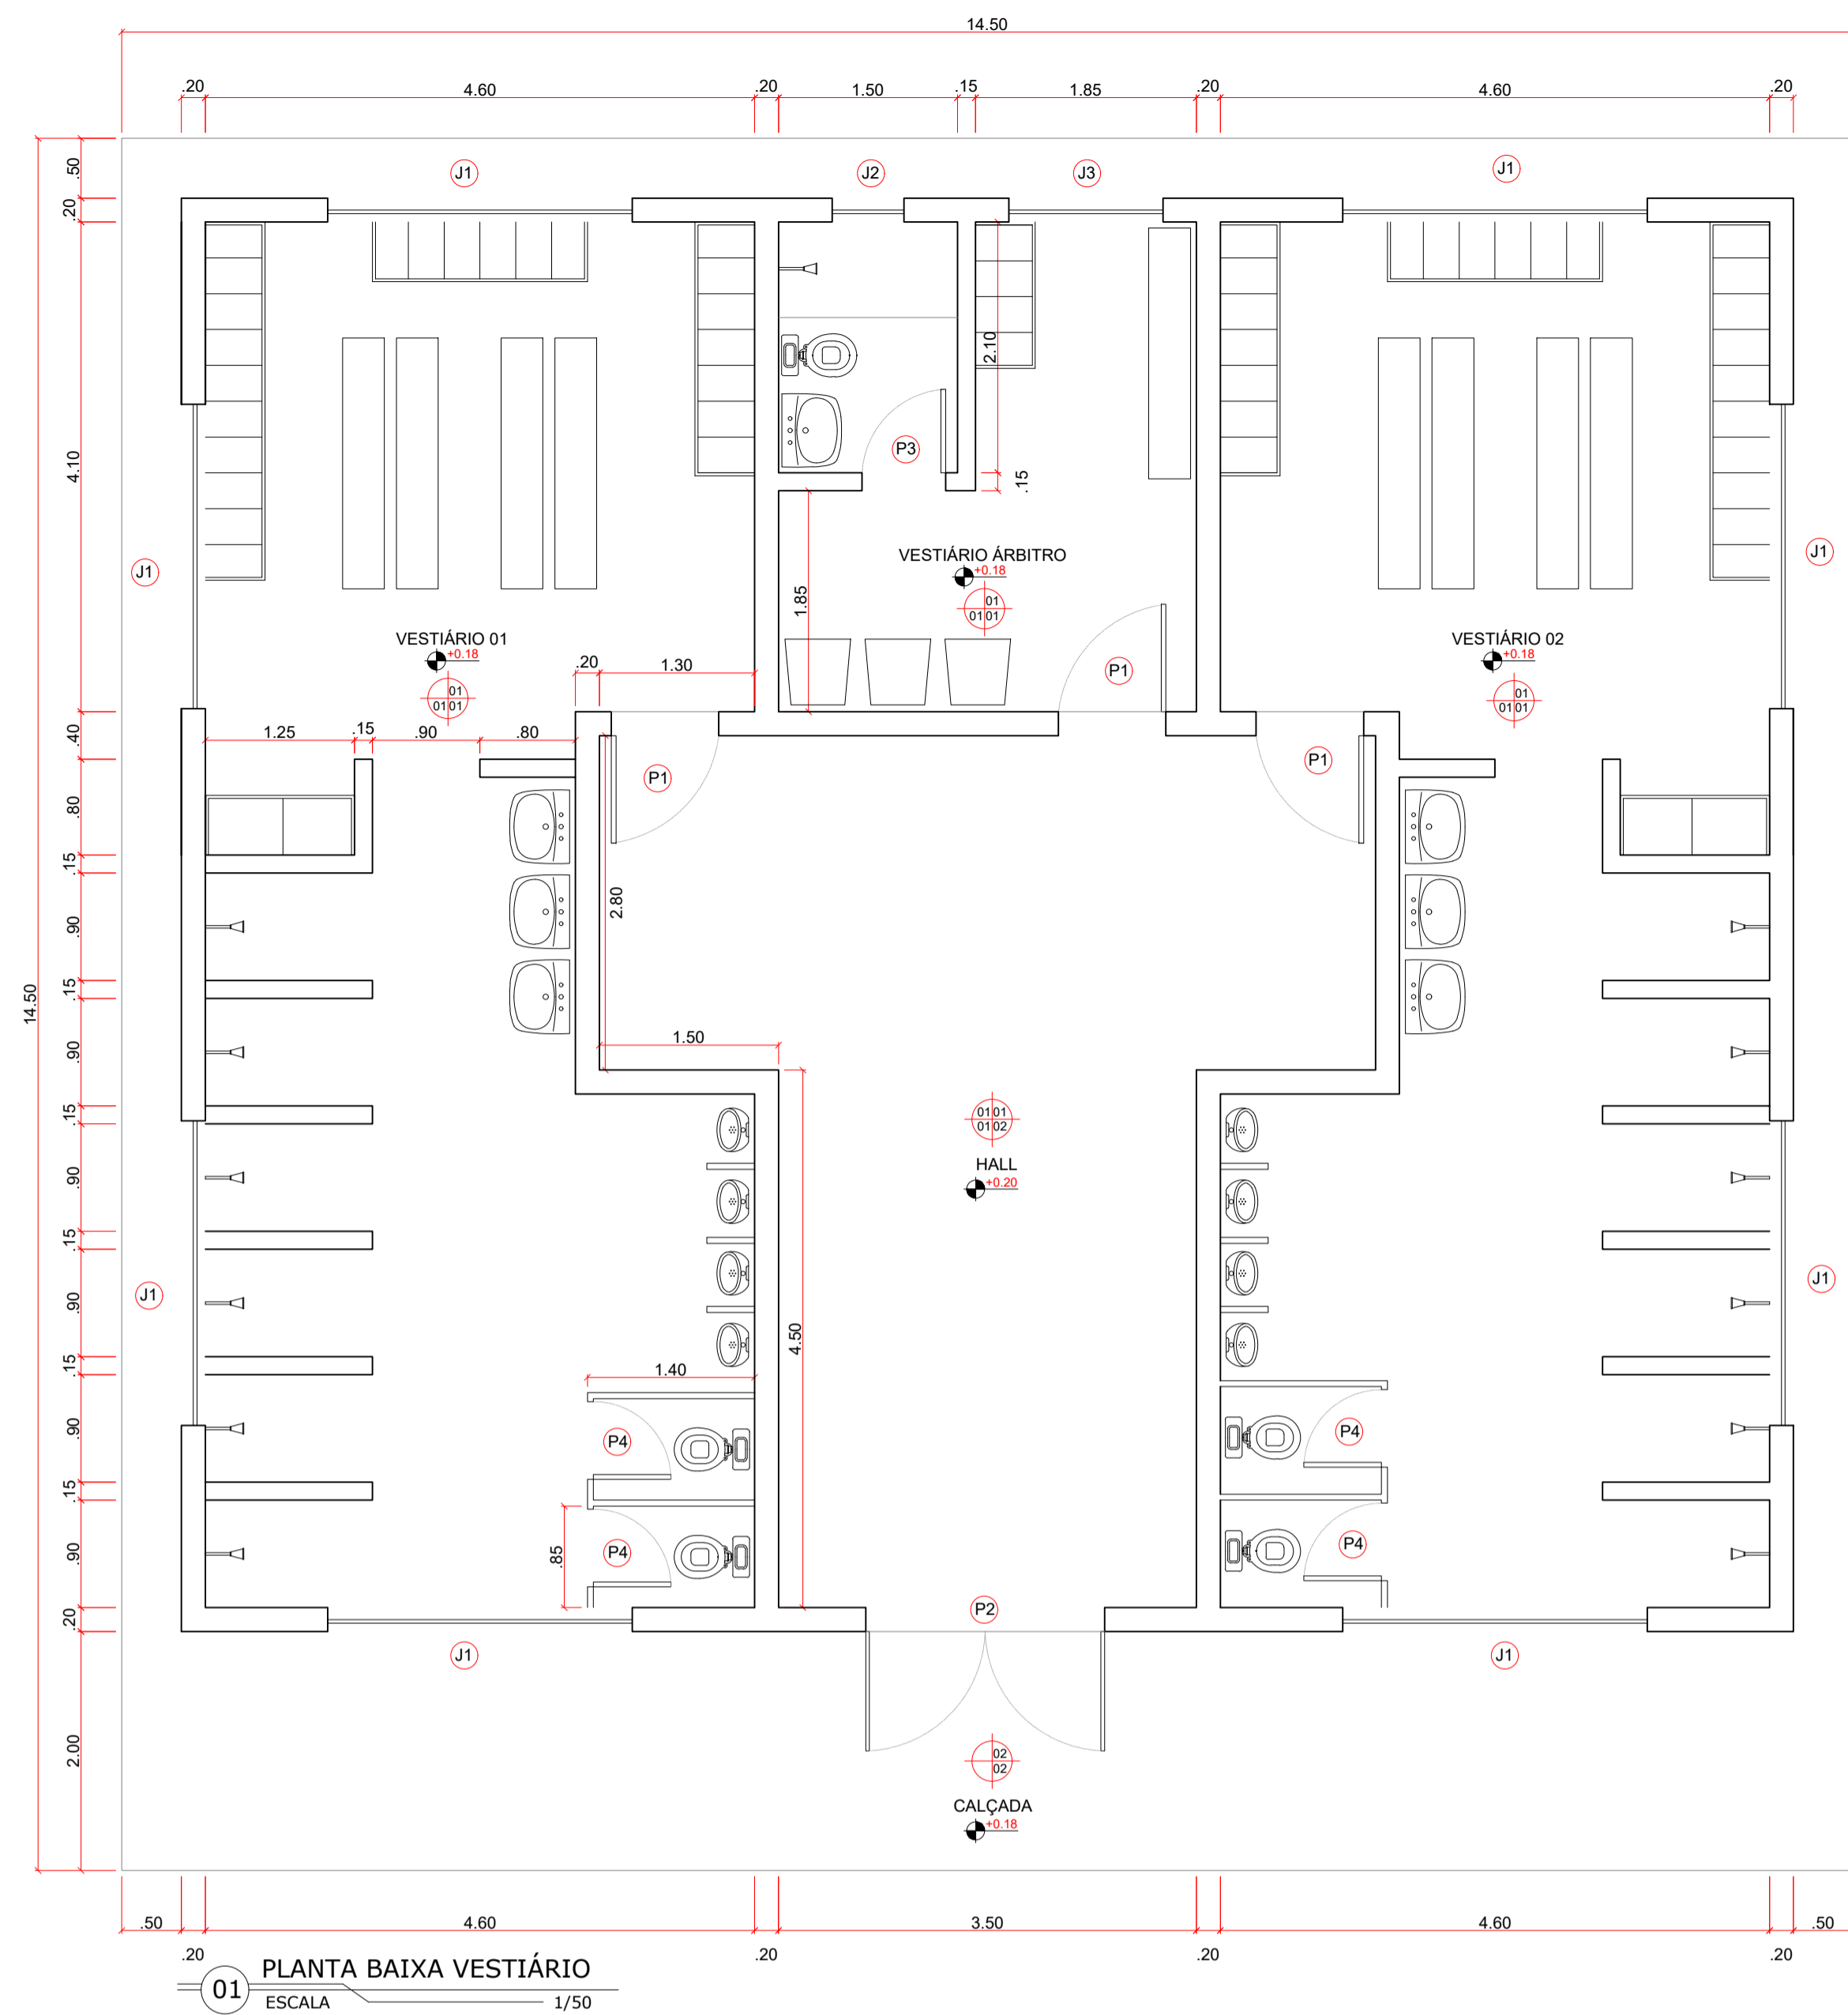 14.50
.20 4.60 .20 1.50 .15 1.85 .20 4.60 .20
.50
J1 J2 J3 J1
.20
2.10
4.10
P3
.15
VESTIÁRIO ÁRBITRO
+0.18
01
01 01
J1 J1
1.85
VESTIÁRIO 01
+0.18
01
01 01
VESTIÁRIO 02
+0.18
01
01 01
.20 1.30
P1
.40
1.25 .15 .90 .80
P1 P1
.80
.15
2.80
.90
14.50
.15
.90
1.50
.15
01 01
01 02
HALL
+0.20
.90
.15
J1 J1
.90
4.50
.15
1.40
.90
P4 P4
.15
.85
.90
P4 P4
.20
P2
J1 J1
2.00
02
02
CALÇADA
+0.18
.50 4.60 3.50 4.60 .50
.20 .20 .20 .20
01 PLANTA BAIXA VESTIÁRIO
ESCALA 1/50